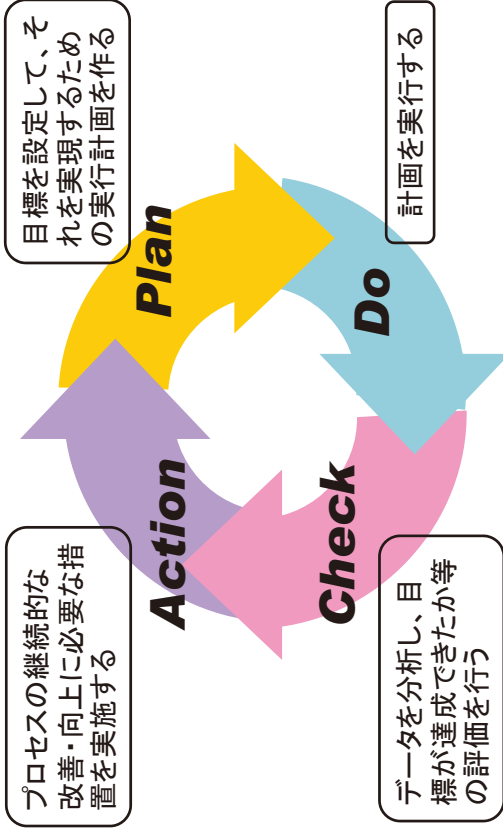 Plan
目標を設定して、そ
れを実現するため
の実行計画を作る
Do
計画を実行する
Check
データを分析し、目
標が達成できたか等
の評価を行う
Action
プロセスの継続的な
改善・向上に必要な措
置を実施する